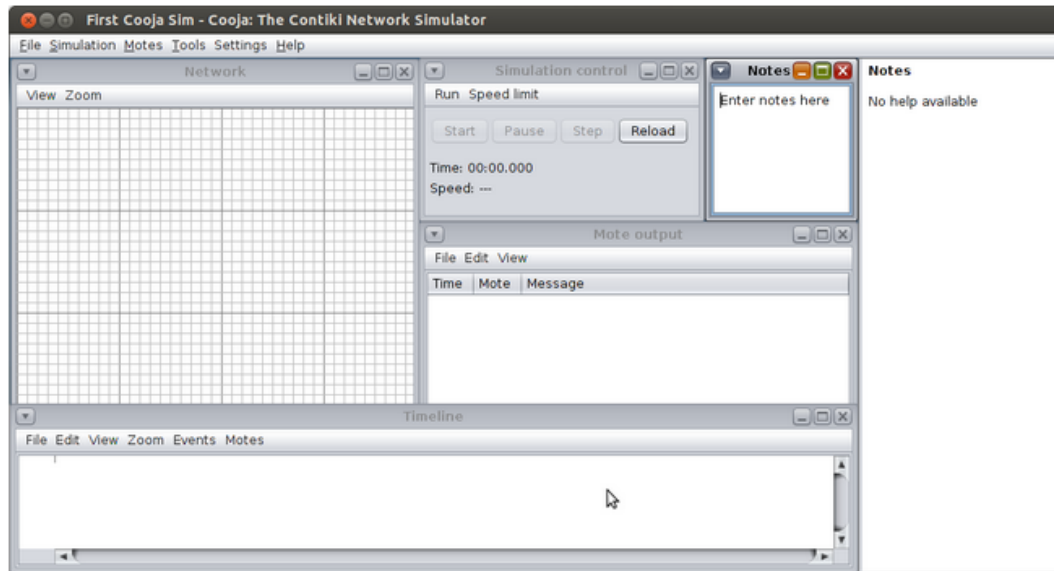 First Cooja Sim - Cooja: The Contiki Network Simulator
File Simulation Motes Tools Settings Help
Network
View Zoom
Simulation control
Run Speed limit
Start Pause Step Reload
Time: 00:00.000
Speed: ---
Notes
Enter notes here
Notes
No help available
Mote output
File Edit View
Time Mote Message
Timeline
File Edit View Zoom Events Motes